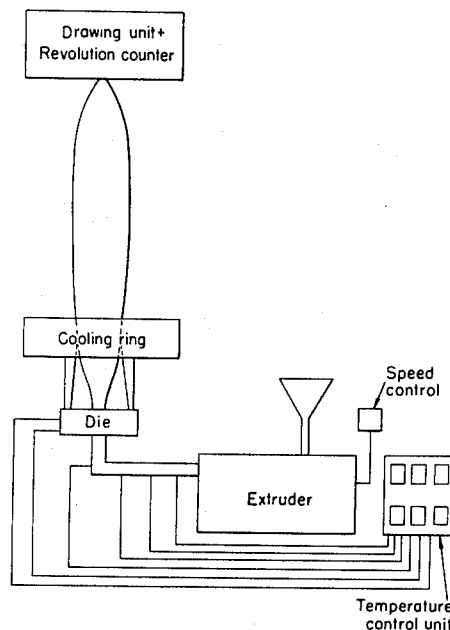 Drawing unit+
Revolution counter
Cooling ring
Speed
control
Die
Extruder
Temperature
control unit